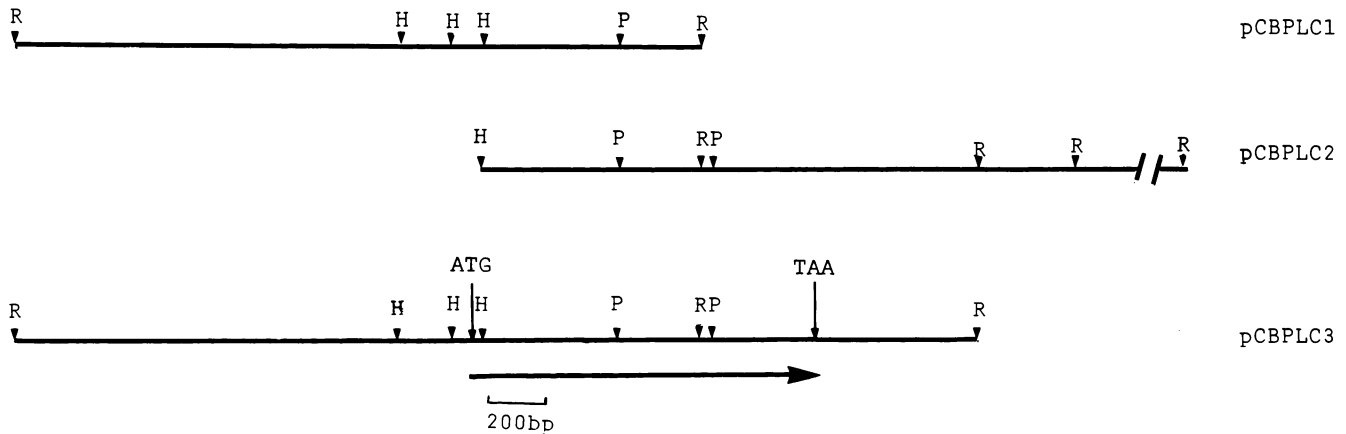 R H H H P R pCBPLC1
H P RP R R R pCBPLC2
ATG TAA
R H H H P RP R pCBPLC3
200bp